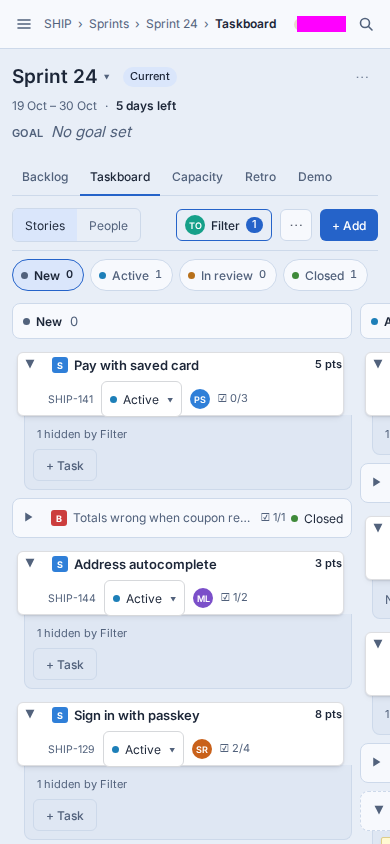 SHIP › Sprints › Sprint 24 › Taskboard
Sprint 24 ▾ Current ...
19 Oct – 30 Oct · 5 days left
GOAL No goal set
Backlog Taskboard Capacity Retro Demo
Stories People TO Filter 1 ... + Add
New 0 Active 1 In review 0 Closed 1
New 0
S Pay with saved card 5 pts
SHIP-141 Active ▾ PS ☑ 0/3
1 hidden by Filter
+ Task
B Totals wrong when coupon re... ☑ 1/1 Closed
S Address autocomplete 3 pts
SHIP-144 Active ▾ ML ☑ 1/2
1 hidden by Filter
+ Task
S Sign in with passkey 8 pts
SHIP-129 Active ▾ SR ☑ 2/4
1 hidden by Filter
+ Task